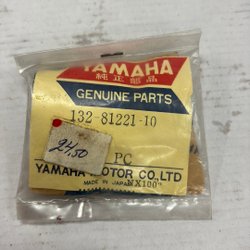 YAMAHA
純正部品
GENUINE PARTS
132-81221-10
24,50
PC
YAMAHA MOTOR CO.,LTD
MADE IN JAPAN